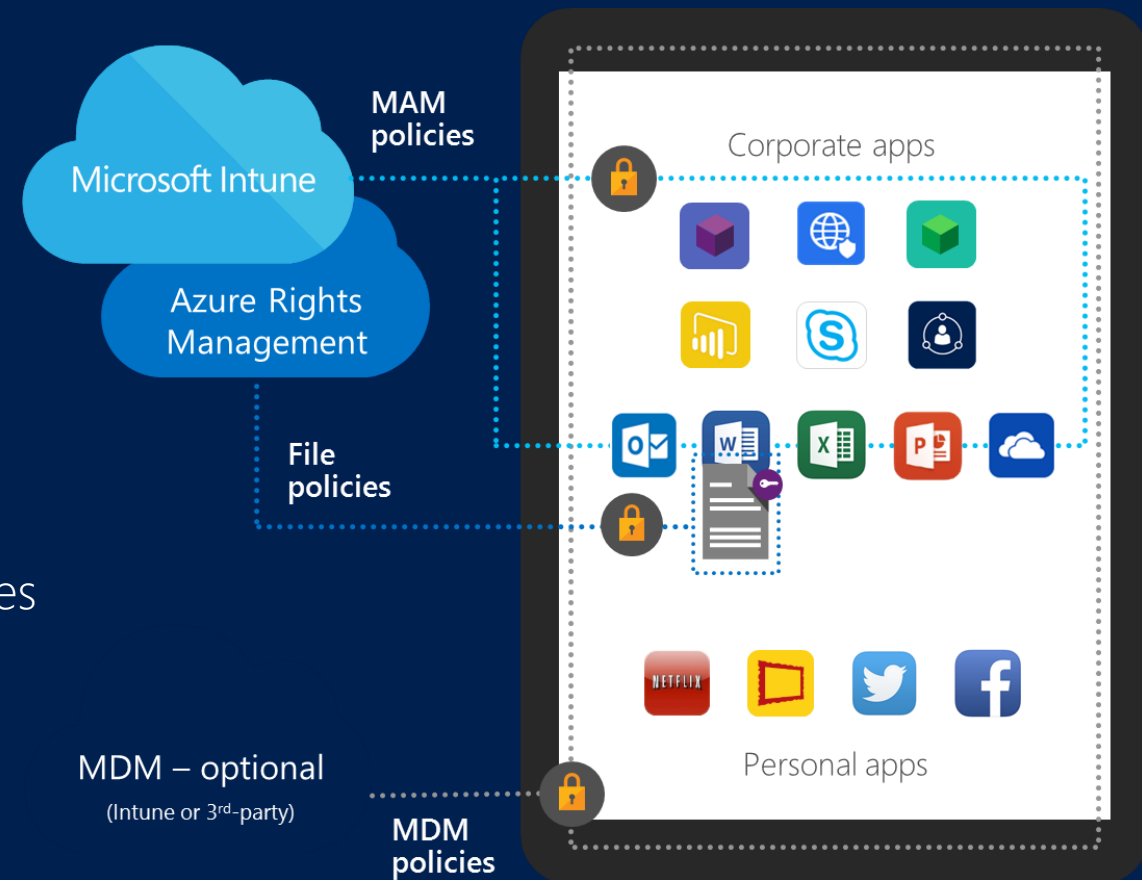 MAM
policies
Corporate apps
Microsoft Intune
Azure Rights
Management
S
O
W
X
P
File
policies
es
NETFLIX
MDM – optional
(Intune or 3rd-party)
Personal apps
MDM
policies